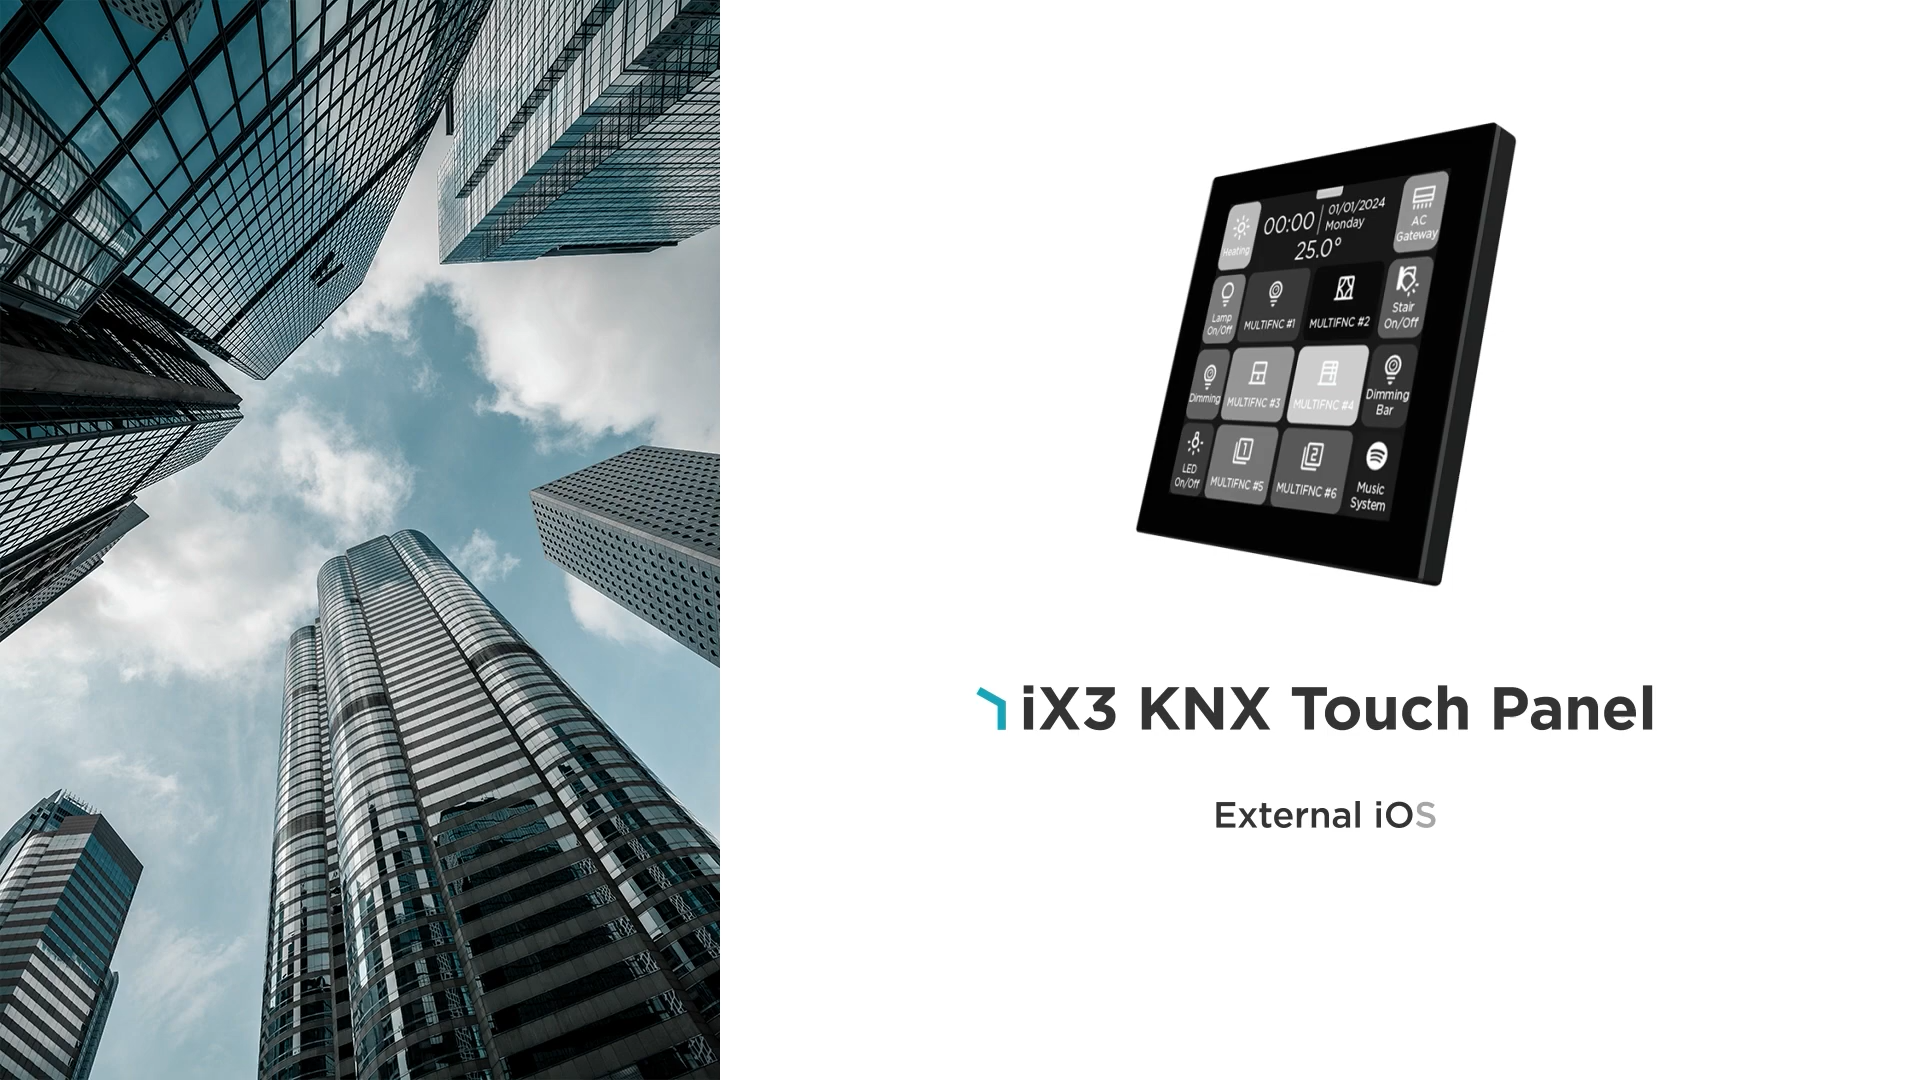 Heating
00:00
01/01/2024
Monday
25.0°
AC
Gateway
Lamp
On/Off
MULTIFNC #1
MULTIFNC #2
Stair
On/Off
Dimming
MULTIFNC #3
MULTIFNC #4
Dimming
Bar
LED
On/Off
1
MULTIFNC #5
2
MULTIFNC #6
Music
System
iX3 KNX Touch Panel
External iOS